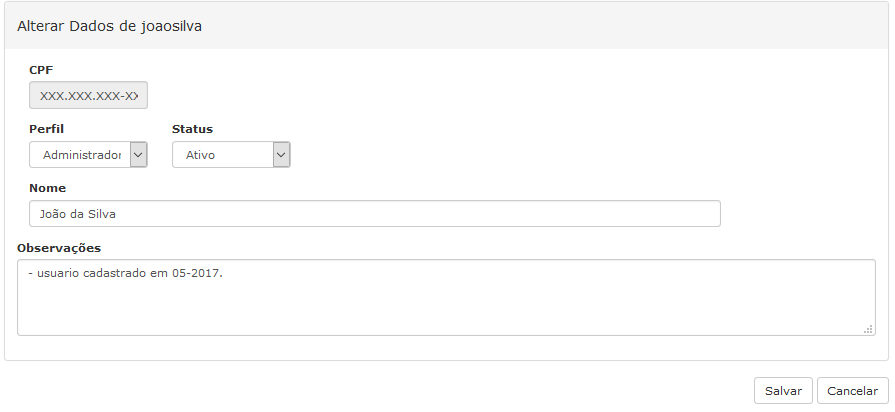 Alterar Dados de joaosilva
CPF
XXX.XXX.XXX-XX
Perfil Status
Administrador Ativo
Nome
João da Silva
Observações
- usuario cadastrado em 05-2017.
Salvar Cancelar